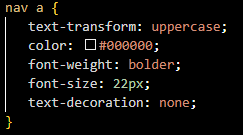 nav a {
text-transform: uppercase;
color: #000000;
font-weight: bolder;
font-size: 22px;
text-decoration: none;
}